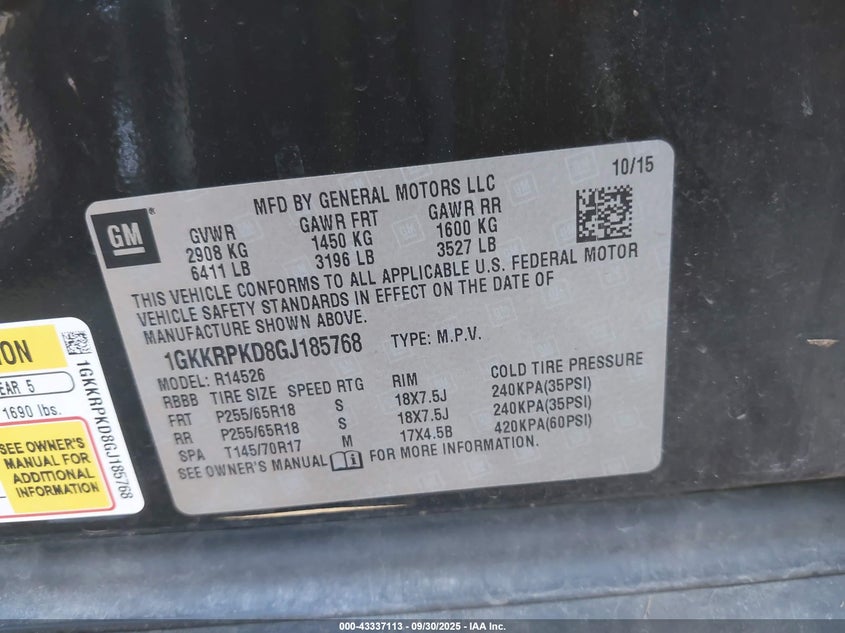 10/15
MFD BY GENERAL MOTORS LLC
GM
®
GVWR GAWR FRT GAWR RR
2908 KG 1450 KG 1600 KG
6411 LB 3196 LB 3527 LB
THIS VEHICLE CONFORMS TO ALL APPLICABLE U.S. FEDERAL MOTOR
VEHICLE SAFETY STANDARDS IN EFFECT ON THE DATE OF
MANUFACTURE SHOWN ABOVE.
1GKKRPKD8GJ185768 TYPE: M.P.V.
MODEL: R14526
RBBB TIRE SIZE SPEED RTG RIM COLD TIRE PRESSURE
FRT P255/65R18 S 18X7.5J 240KPA(35PSI)
RR P255/65R18 S 18X7.5J 240KPA(35PSI)
SPA T145/70R17 M 17X4.5B 420KPA(60PSI)
SEE OWNER'S MANUAL FOR MORE INFORMATION.
5
1690 lbs.
SEE OWNER'S
MANUAL FOR
ADDITIONAL
INFORMATION
1GKKRPKD8GJ185768
000-43337113 - 09/30/2025 - IAA Inc.